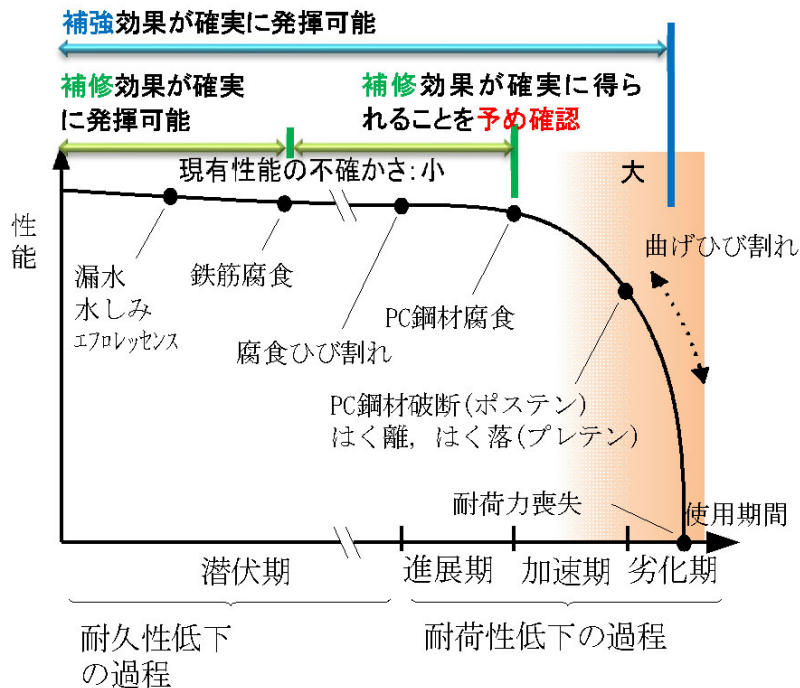 補強効果が確実に発揮可能
補修効果が確実
に発揮可能
補修効果が確実に得ら
れることを予め確認
現有性能の不確かさ:小
大
性能
漏水
水しみ
エフロレッセンス
鉄筋腐食
腐食ひび割れ
PC鋼材腐食
曲げひび割れ
PC鋼材破断(ポステン)
はく離,はく落(プレテン)
耐荷力喪失
使用期間
潜伏期
進展期
加速期
劣化期
耐久性低下
の過程
耐荷性低下の過程